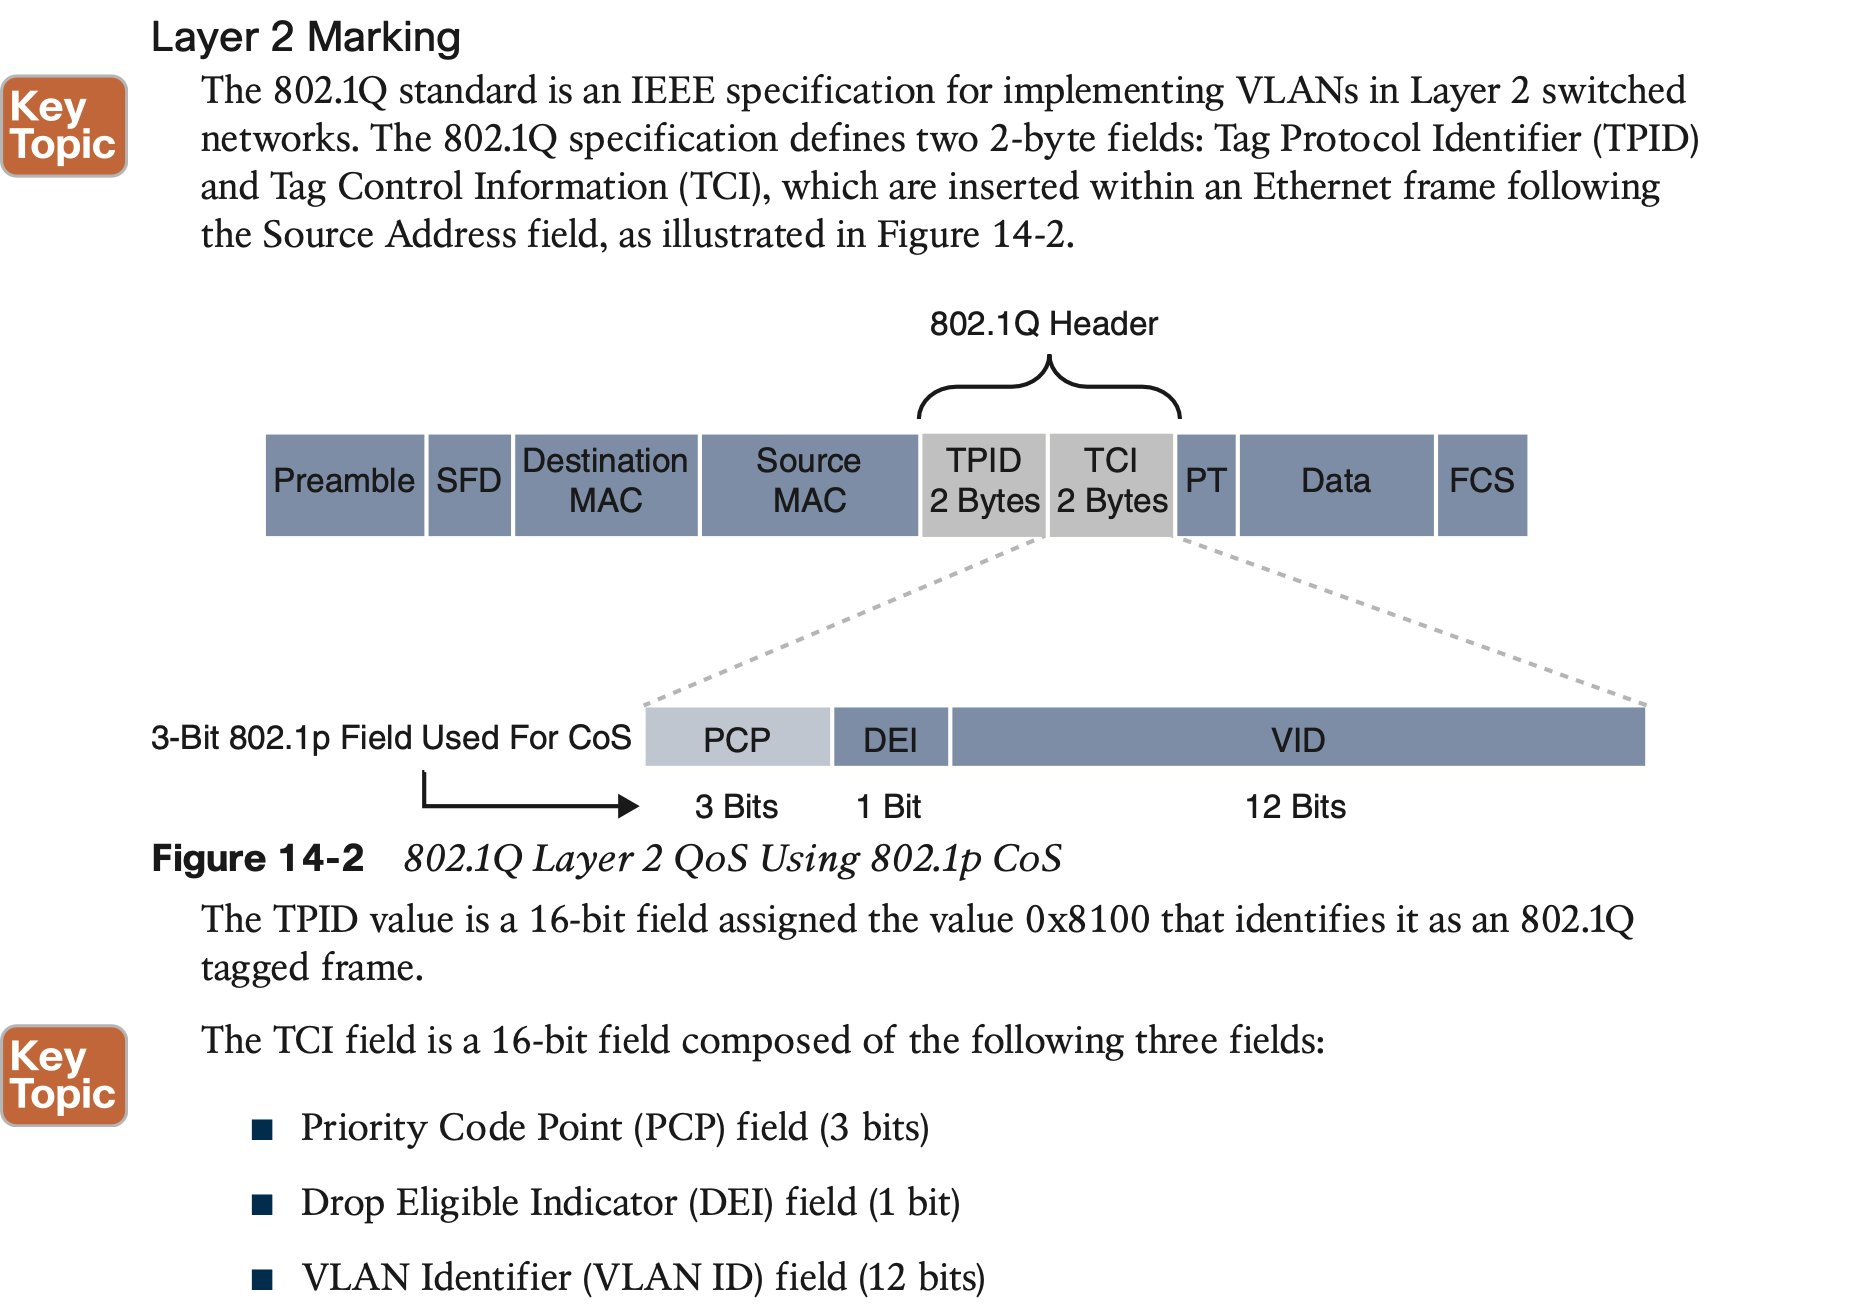 Layer 2 Marking
Key
Topic
The 802.1Q standard is an IEEE specification for implementing VLANs in Layer 2 switched
networks. The 802.1Q specification defines two 2-byte fields: Tag Protocol Identifier (TPID)
and Tag Control Information (TCI), which are inserted within an Ethernet frame following
the Source Address field, as illustrated in Figure 14-2.
802.1Q Header
Preamble
SFD
Destination
MAC
Source
MAC
TPID
2 Bytes
TCI
2 Bytes
PT
Data
FCS
3-Bit 802.1p Field Used For CoS
PCP
DEI
VID
3 Bits
1 Bit
12 Bits
Figure 14-2 802.1Q Layer 2 QoS Using 802.1p CoS
The TPID value is a 16-bit field assigned the value 0x8100 that identifies it as an 802.1Q
tagged frame.
Key
Topic
The TCI field is a 16-bit field composed of the following three fields:
■ Priority Code Point (PCP) field (3 bits)
■ Drop Eligible Indicator (DEI) field (1 bit)
■ VLAN Identifier (VLAN ID) field (12 bits)